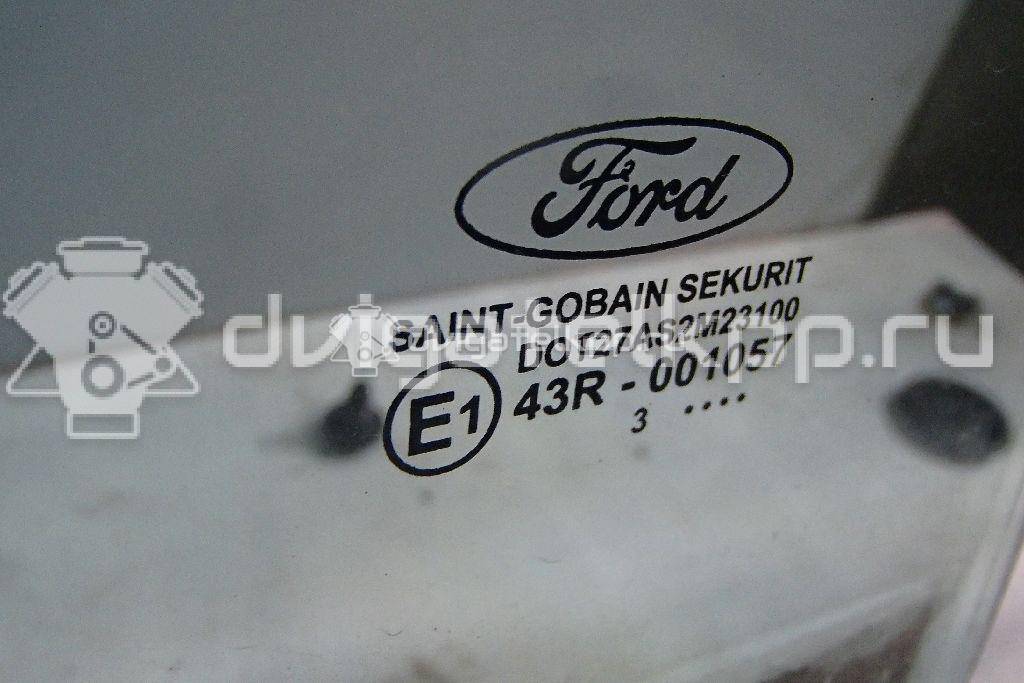 Ford
SAINT-GOBAIN SEKURIT
DOT27AS2M23100
E1 43R - 001057
3 ....